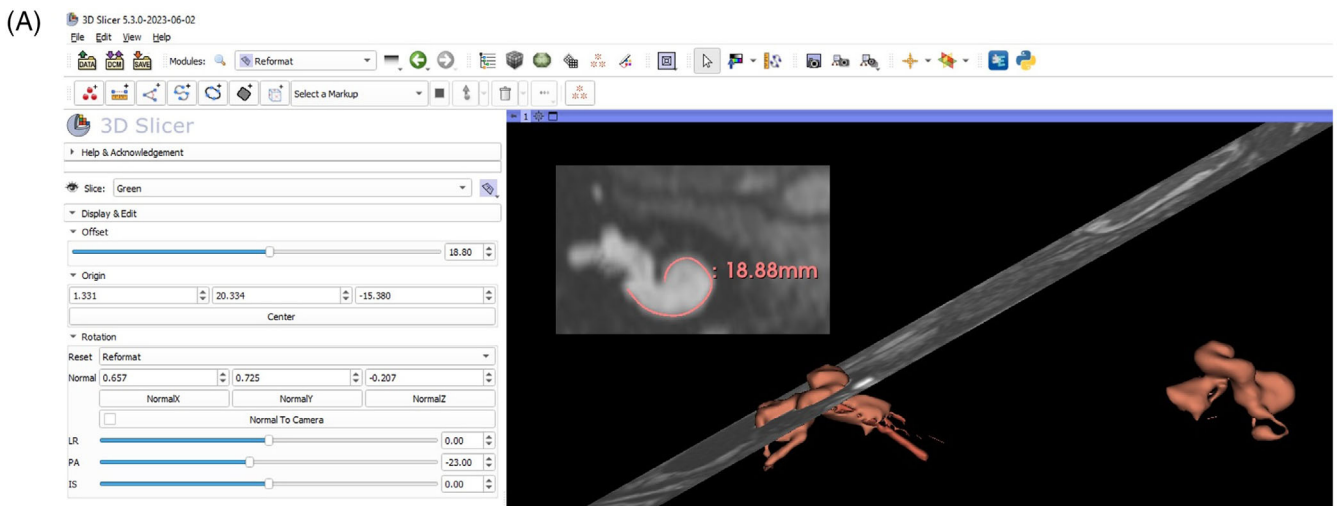 (A)
3D Slicer 5.3.0-2023-06-02
File Edit View Help
DATA DCM SAVE Modules: Reformat
Select a Markup
3D Slicer
1
Help & Acknowledgement
Slice: Green
Display & Edit
Offset
18.80
Origin
1.331 20.334 -15.380
Center
Rotation
Reset Reformat
Normal 0.657 0.725 -0.207
NormalX NormalY NormalZ
Normal To Camera
LR 0.00
PA -23.00
IS 0.00
: 18.88mm